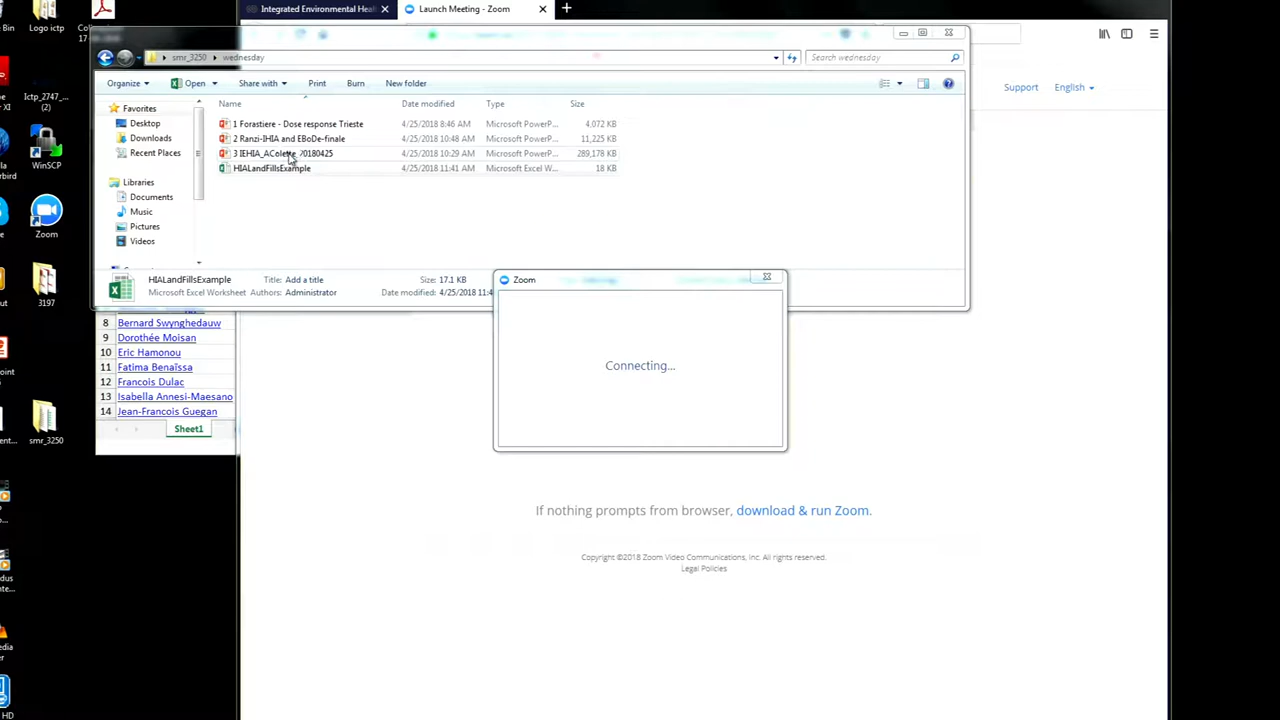 Bin
Logo ictp
Integrated Environmental Heal
Launch Meeting - Zoom
smr_3250
wednesday
Search wednesday
Organize
Open
Share with
Print
Burn
New folder
Support
English
Favorites
Desktop
Downloads
Recent Places
Libraries
Documents
Music
Pictures
Videos
Name
Date modified
Type
Size
1 Forastiere - Dose response Trieste
4/25/2018 8:46 AM
Microsoft PowerP...
4,072 KB
2 Ranzi-IHIA and EBoDe-finale
4/25/2018 10:48 AM
Microsoft PowerP...
11,225 KB
3 IEHIA_AColette_20180425
4/25/2018 10:29 AM
Microsoft PowerP...
289,178 KB
HIALandFillsExample
4/25/2018 11:41 AM
Microsoft Excel W...
18 KB
Ictp_2747_...
(2)
WinSCP
Zoom
3197
smr_3250
HIALandFillsExample
Title: Add a title
Size: 17.1 KB
Microsoft Excel Worksheet
Authors: Administrator
Date modified: 4/25/2018 11:4
Zoom
Connecting...
8 Bernard Swynghedauw
9 Dorothée Moisan
10 Eric Hamonou
11 Fatima Benaïssa
12 Francois Dulac
13 Isabella Annesi-Maesano
14 Jean-Francois Guegan
Sheet1
If nothing prompts from browser, download & run Zoom.
Copyright ©2018 Zoom Video Communications, Inc. All rights reserved.
Legal Policies